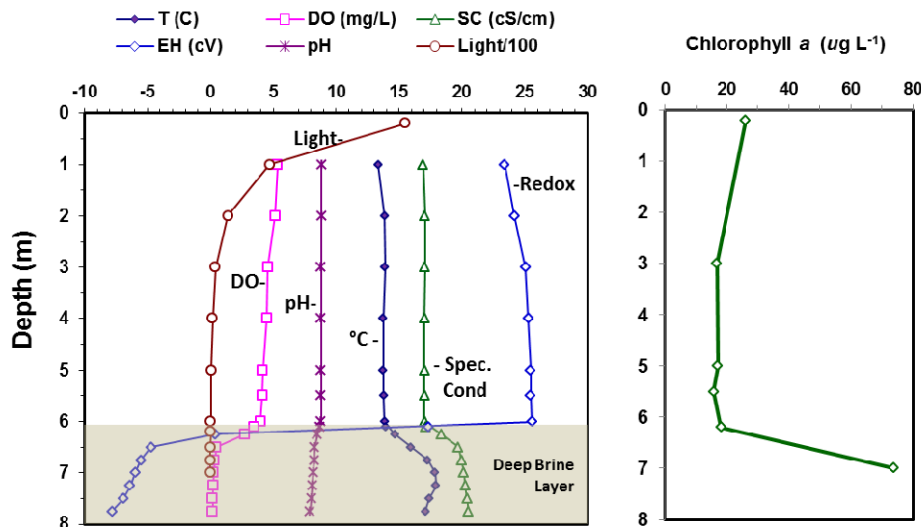 T (C) DO (mg/L) SC (cS/cm)
EH (cV) pH Light/100
Chlorophyll a (ug L-1)
-10 -5 0 5 10 15 20 25 30
0 20 40 60 80
Depth (m)
0
1
2
3
4
5
6
7
8
Light-
-Redox
DO-
pH-
°C -
- Spec.
Cond
Deep Brine
Layer
0
1
2
3
4
5
6
7
8